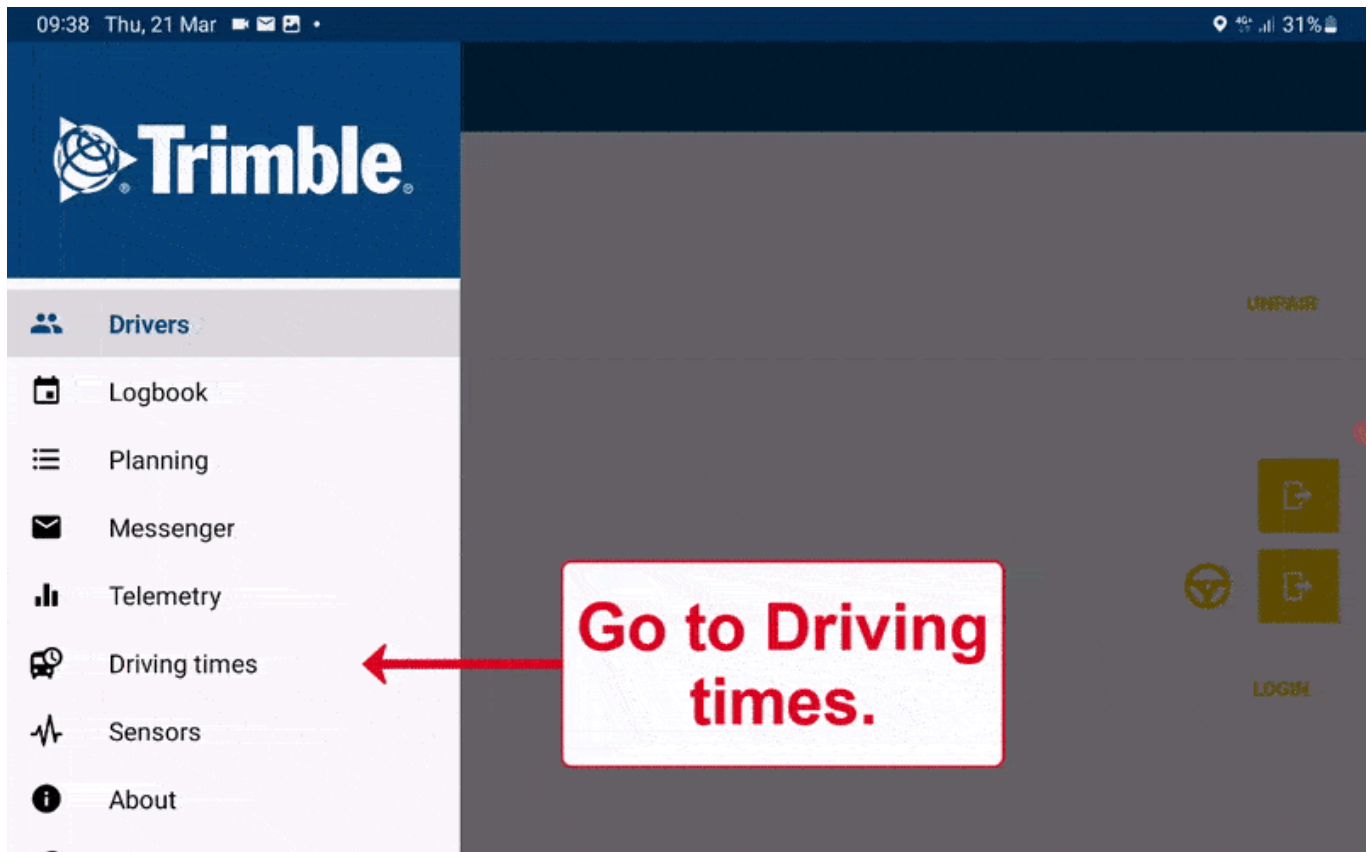 09:38 Thu, 21 Mar
31%
Trimble
UNPAIR
Drivers
Logbook
Planning
Messenger
Telemetry
Go to Driving
times.
Driving times
LOGIN
Sensors
About